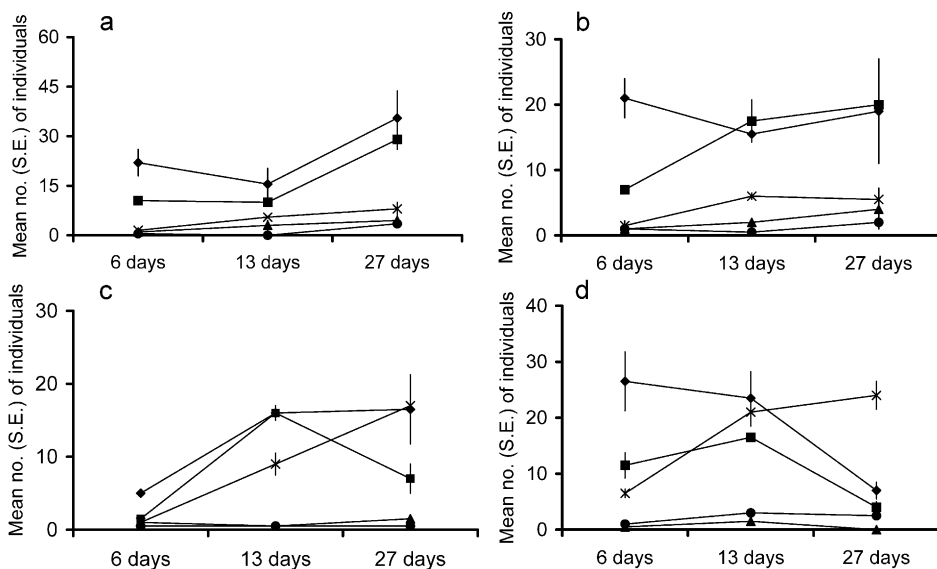 a
Mean no. (S.E.) of individuals
60
45
30
15
0
6 days 13 days 27 days
b
Mean no. (S.E.) of individuals
30
20
10
0
6 days 13 days 27 days
c
Mean no. (S.E.) of individuals
30
20
10
0
6 days 13 days 27 days
d
Mean no. (S.E.) of individuals
40
30
20
10
0
6 days 13 days 27 days